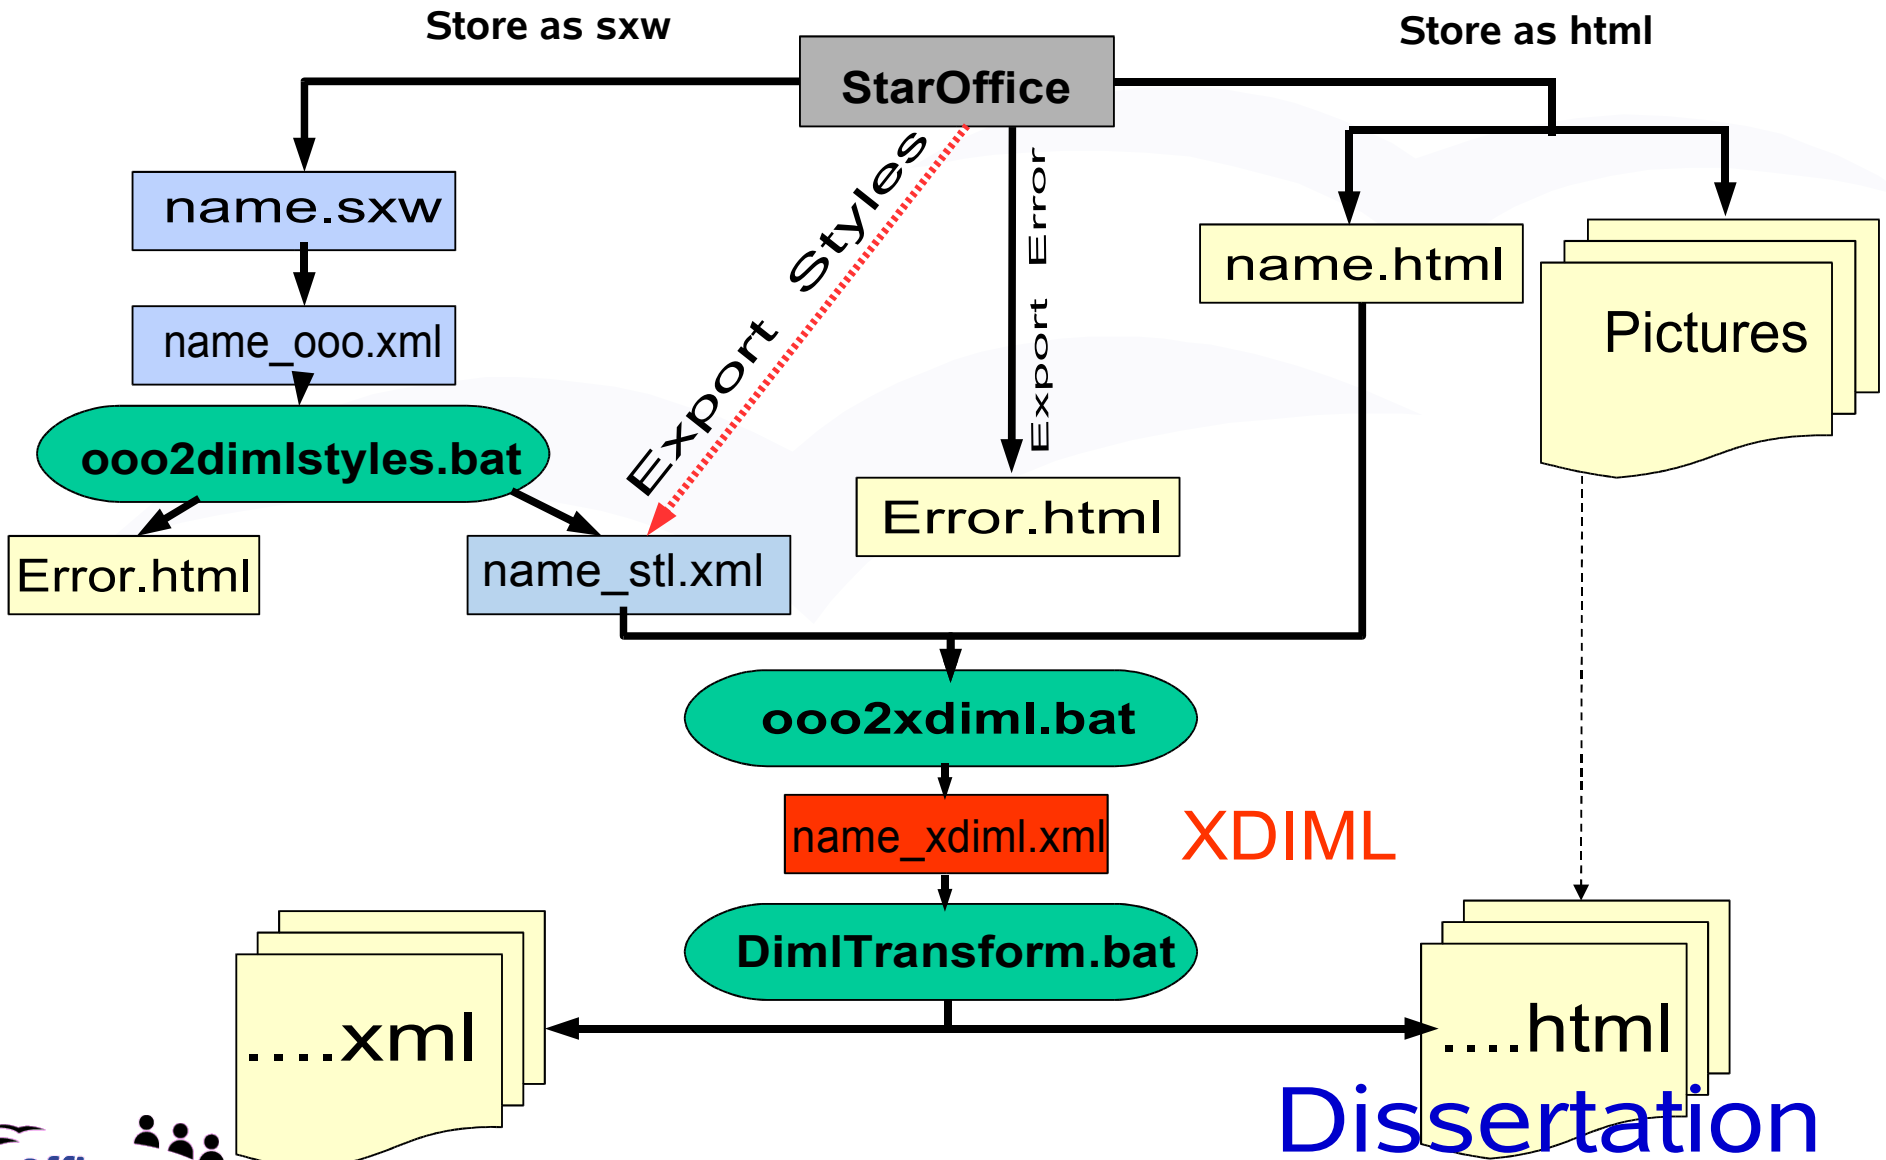 Store as sxw
Store as html
StarOffice
Export Styles
Export Error
name.sxw
name.html
Pictures
name_ooo.xml
ooo2dimlstyles.bat
Error.html
Error.html
name_stl.xml
ooo2xdiml.bat
name_xdiml.xml
XDIML
DimlTransform.bat
....xml
....html
Dissertation